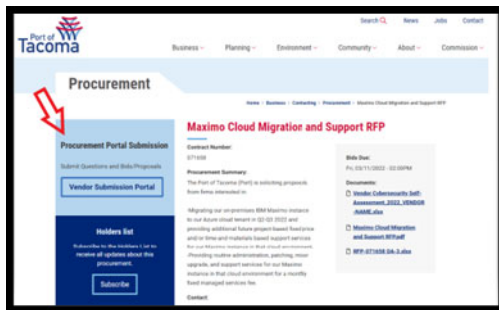 Search News Jobs Contact
Port of
Tacoma
Business Planning Environment Community About Commission
Procurement
Home / Business / Contracting / Procurement / Maximo Cloud Migration and Support RFP
Maximo Cloud Migration and Support RFP
Procurement Portal Submission
Submit Questions and Bids/Proposals
Vendor Submission Portal
Holders list
Subscribe to the Holders List to
receive all updates about this
procurement.
Subscribe
Contract Number:
071658
Procurement Summary:
The Port of Tacoma (Port) is soliciting proposals
from firms interested in:
-Migrating our on-premises IBM Maximo instance
to our future cloud tenant in Q2-Q3 2022 and
providing additional future project-based fixed price
and/or time-and-materials based support services
for our Maximo instance in that cloud environment.
-Providing routine administration, patching, minor
upgrade, and support services for our Maximo
instance in that cloud environment for a monthly
fixed managed services fee.
Contact:
Bids Due:
Fri, 03/11/2022 - 02:00PM
Documents:
Vendor Cybersecurity Self-
Assessment_2022_VENDOR
-NAME.xlsx
Maximo Cloud Migration
and Support RFP.pdf
RFP-071658 DA-3.xlsx